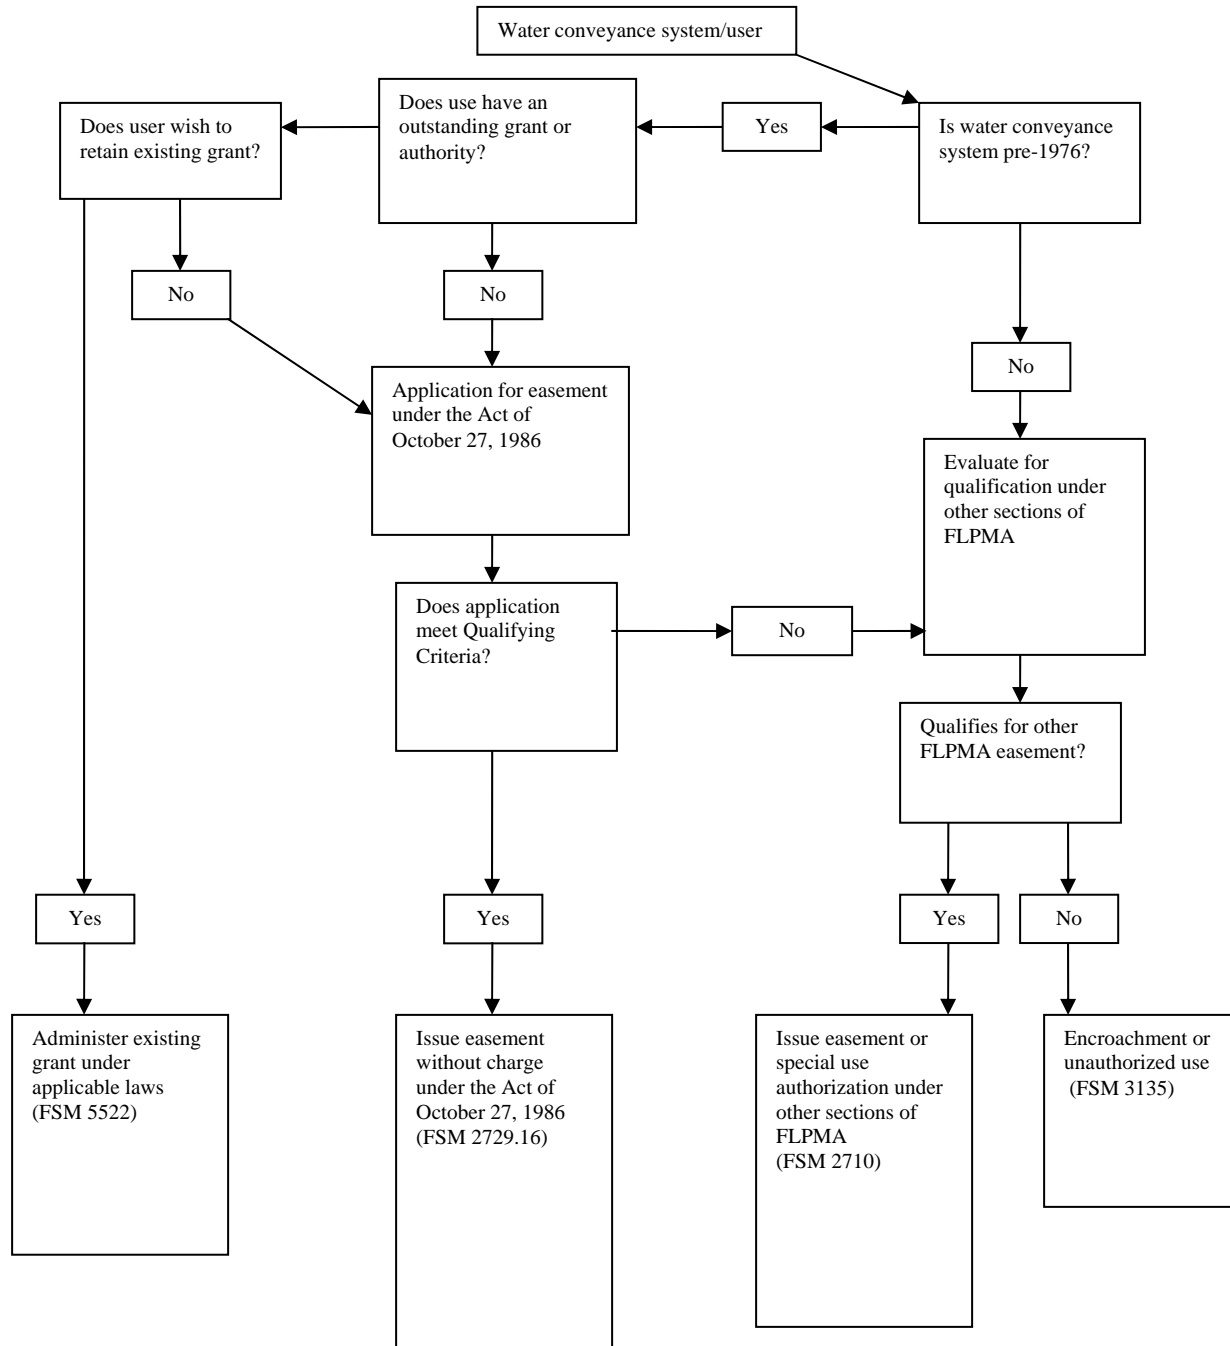 Water conveyance system/user
Does use have an
outstanding grant or
authority?
Does user wish to
retain existing grant?
Yes
Is water conveyance
system pre-1976?
No
No
No
Application for easement
under the Act of
October 27, 1986
Evaluate for
qualification under
other sections of
FLPMA
Does application
meet Qualifying
Criteria?
No
Qualifies for other
FLPMA easement?
Yes
Yes
Yes
No
Administer existing
grant under
applicable laws
(FSM 5522)
Issue easement
without charge
under the Act of
October 27, 1986
(FSM 2729.16)
Issue easement or
special use
authorization under
other sections of
FLPMA
(FSM 2710)
Encroachment or
unauthorized use
(FSM 3135)